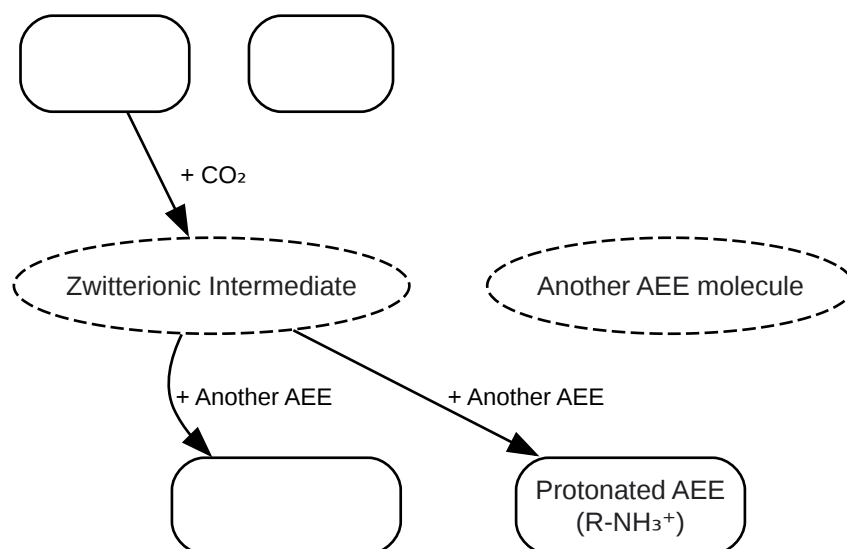 + CO₂
Zwitterionic Intermediate
Another AEE molecule
+ Another AEE
+ Another AEE
Protonated AEE
(R-NH₃⁺)